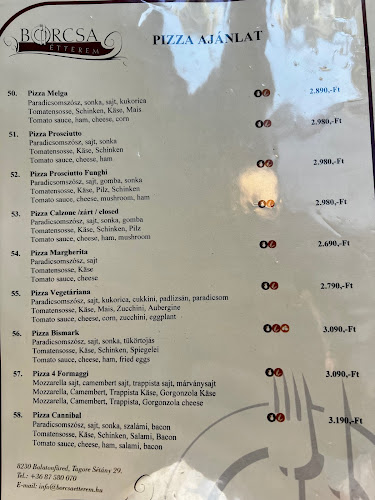 BORCSA
ÉTTEREM
PIZZA AJÁNLAT
50. Pizza Melga 2.890,-Ft
Paradicsomszósz, sonka, sajt, kukorica
Tomatensosse, Schinken, Käse, Mais
Tomato sauce, ham, cheese, corn 2.980,-Ft
51. Pizza Prosciutto
Paradicsomszósz, sajt, sonka
Tomatensosse, Käse, Schinken
Tomato sauce, cheese, ham 2.980,-Ft
52. Pizza Prosciutto Funghi
Paradicsomszósz, sajt, gomba, sonka
Tomatensosse, Käse, Pilz, Schinken
Tomato sauce, cheese, mushroom, ham 2.980,-Ft
53. Pizza Calzone /zárt / closed
Paradicsomszósz, sajt, sonka, gomba
Tomatensosse, Käse, Schinken, Pilz
Tomato sauce, cheese, ham, mushroom 2.690,-Ft
54. Pizza Margherita
Paradicsomszósz, sajt
Tomatensosse, Käse
Tomato sauce, cheese 2.790,-Ft
55. Pizza Vegetáriana
Paradicsomszósz, sajt, kukorica, cukkini, padlizsán, paradicsom
Tomatensosse, Käse, Mais, Zucchini, Aubergine
Tomato sauce, cheese, corn, zucchini, eggplant 3.090,-Ft
56. Pizza Bismark
Paradicsomszósz, sajt, sonka, tükörtojás
Tomatensosse, Käse, Schinken, Spiegelei
Tomato sauce, cheese, ham, fried eggs
57. Pizza 4 Formaggi 3.090,-Ft
Mozzarella sajt, camembert sajt, trappista sajt, márványsajt
Mozzarella, Camembert, Trappista Käse, Gorgonzola Käse
Mozzarella, Camembert, Trappista, Gorgonzola cheese
58. Pizza Cannibal 3.190,-Ft
Paradicsomszósz, sajt, sonka, szalámi, bacon
Tomatensosse, Käse, Schinken, Salami, Bacon
Tomato sauce, cheese, ham, salami, bacon
8230 Balatonfüred, Tagore Sétány 29.
Tel.: +36 87 580 070
E-mail: info@borcsaetterem.hu